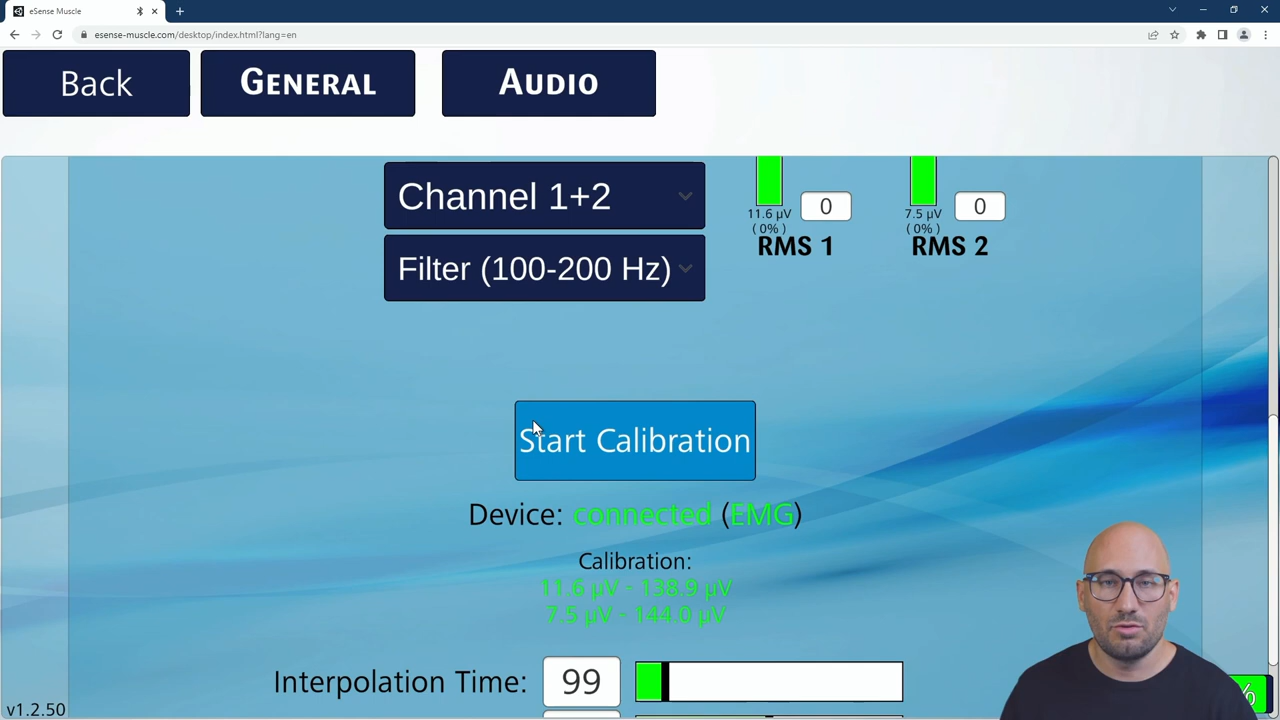 eSense Muscle
esense-muscle.com/desktop/index.html?lang=en
Back
GENERAL
AUDIO
Channel 1+2
Filter (100-200 Hz)
11.6 µV
( 0% )
0
RMS 1
7.5 µV
( 0% )
0
RMS 2
Start Calibration
Device: connected (EMG)
Calibration:
11.6 µV - 138.9 µV
7.5 µV - 144.0 µV
Interpolation Time: 99
v1.2.50
%